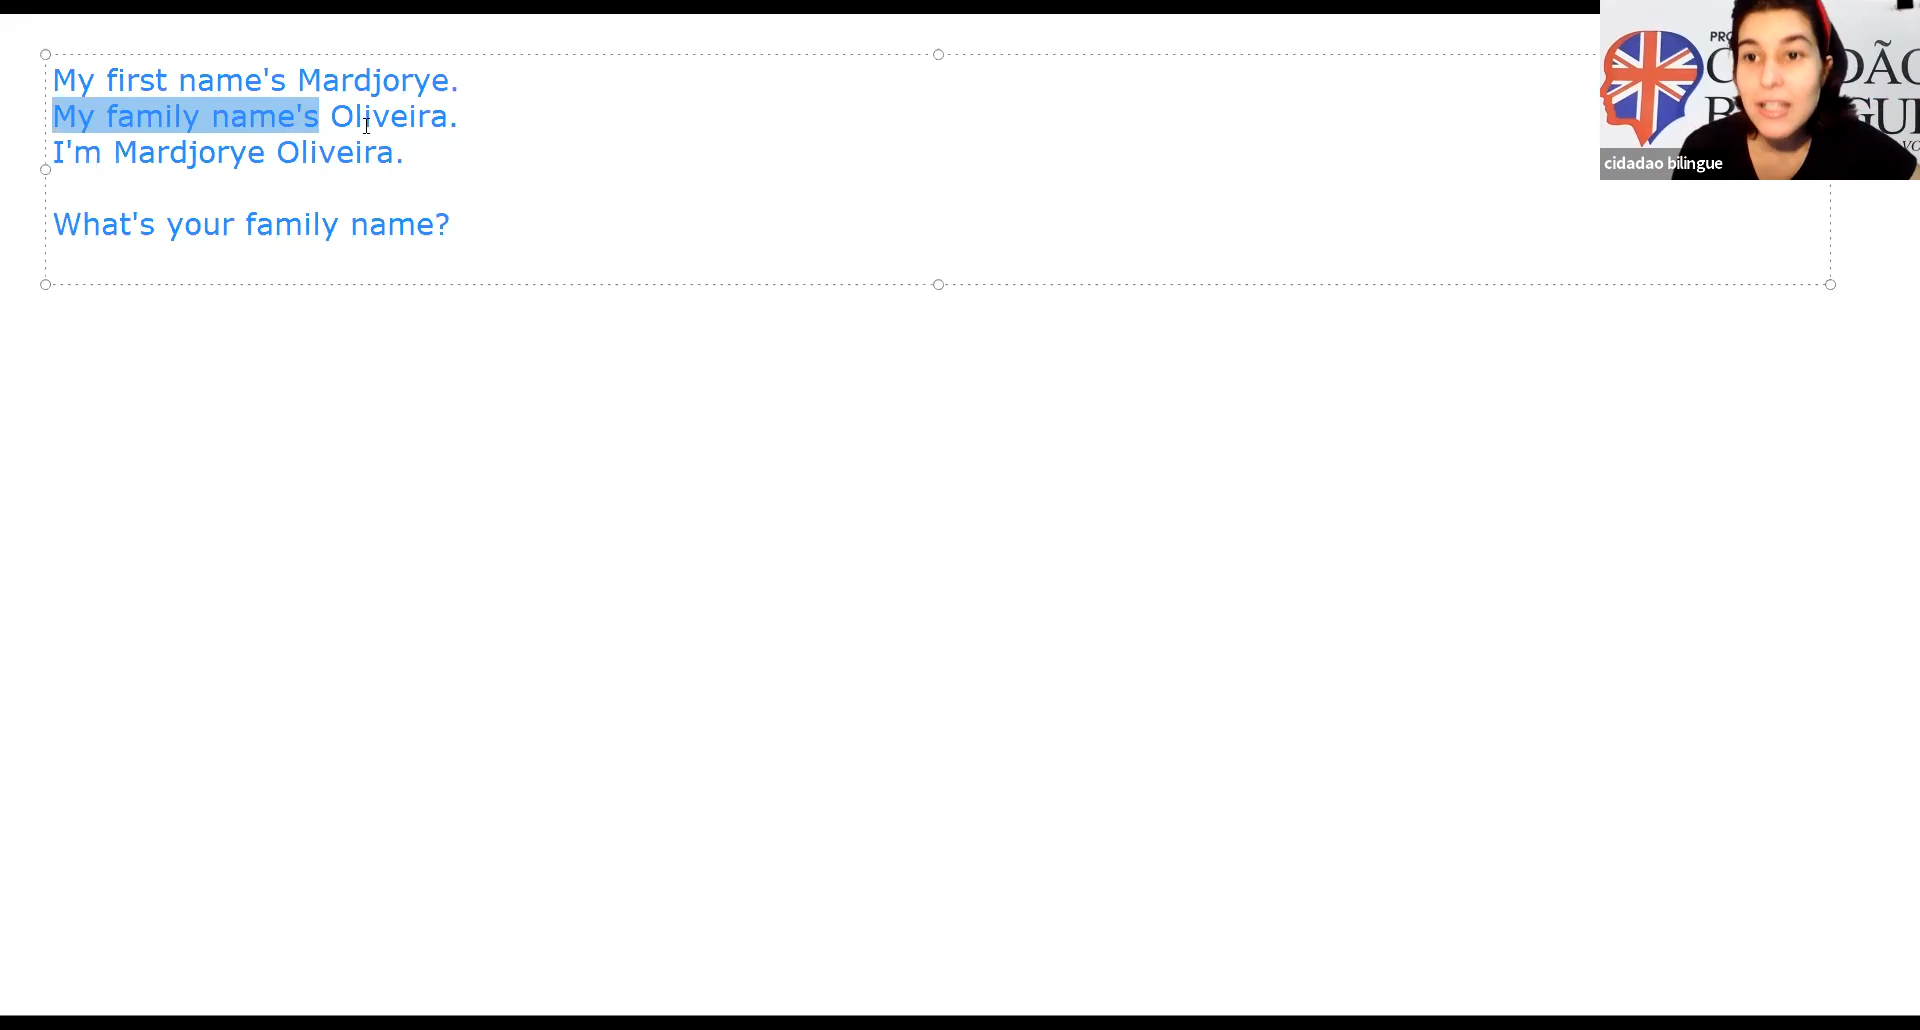 My first name's Mardjorye.
My family name's Oliveira.
I'm Mardjorye Oliveira.
What's your family name?
cidadao bilingue